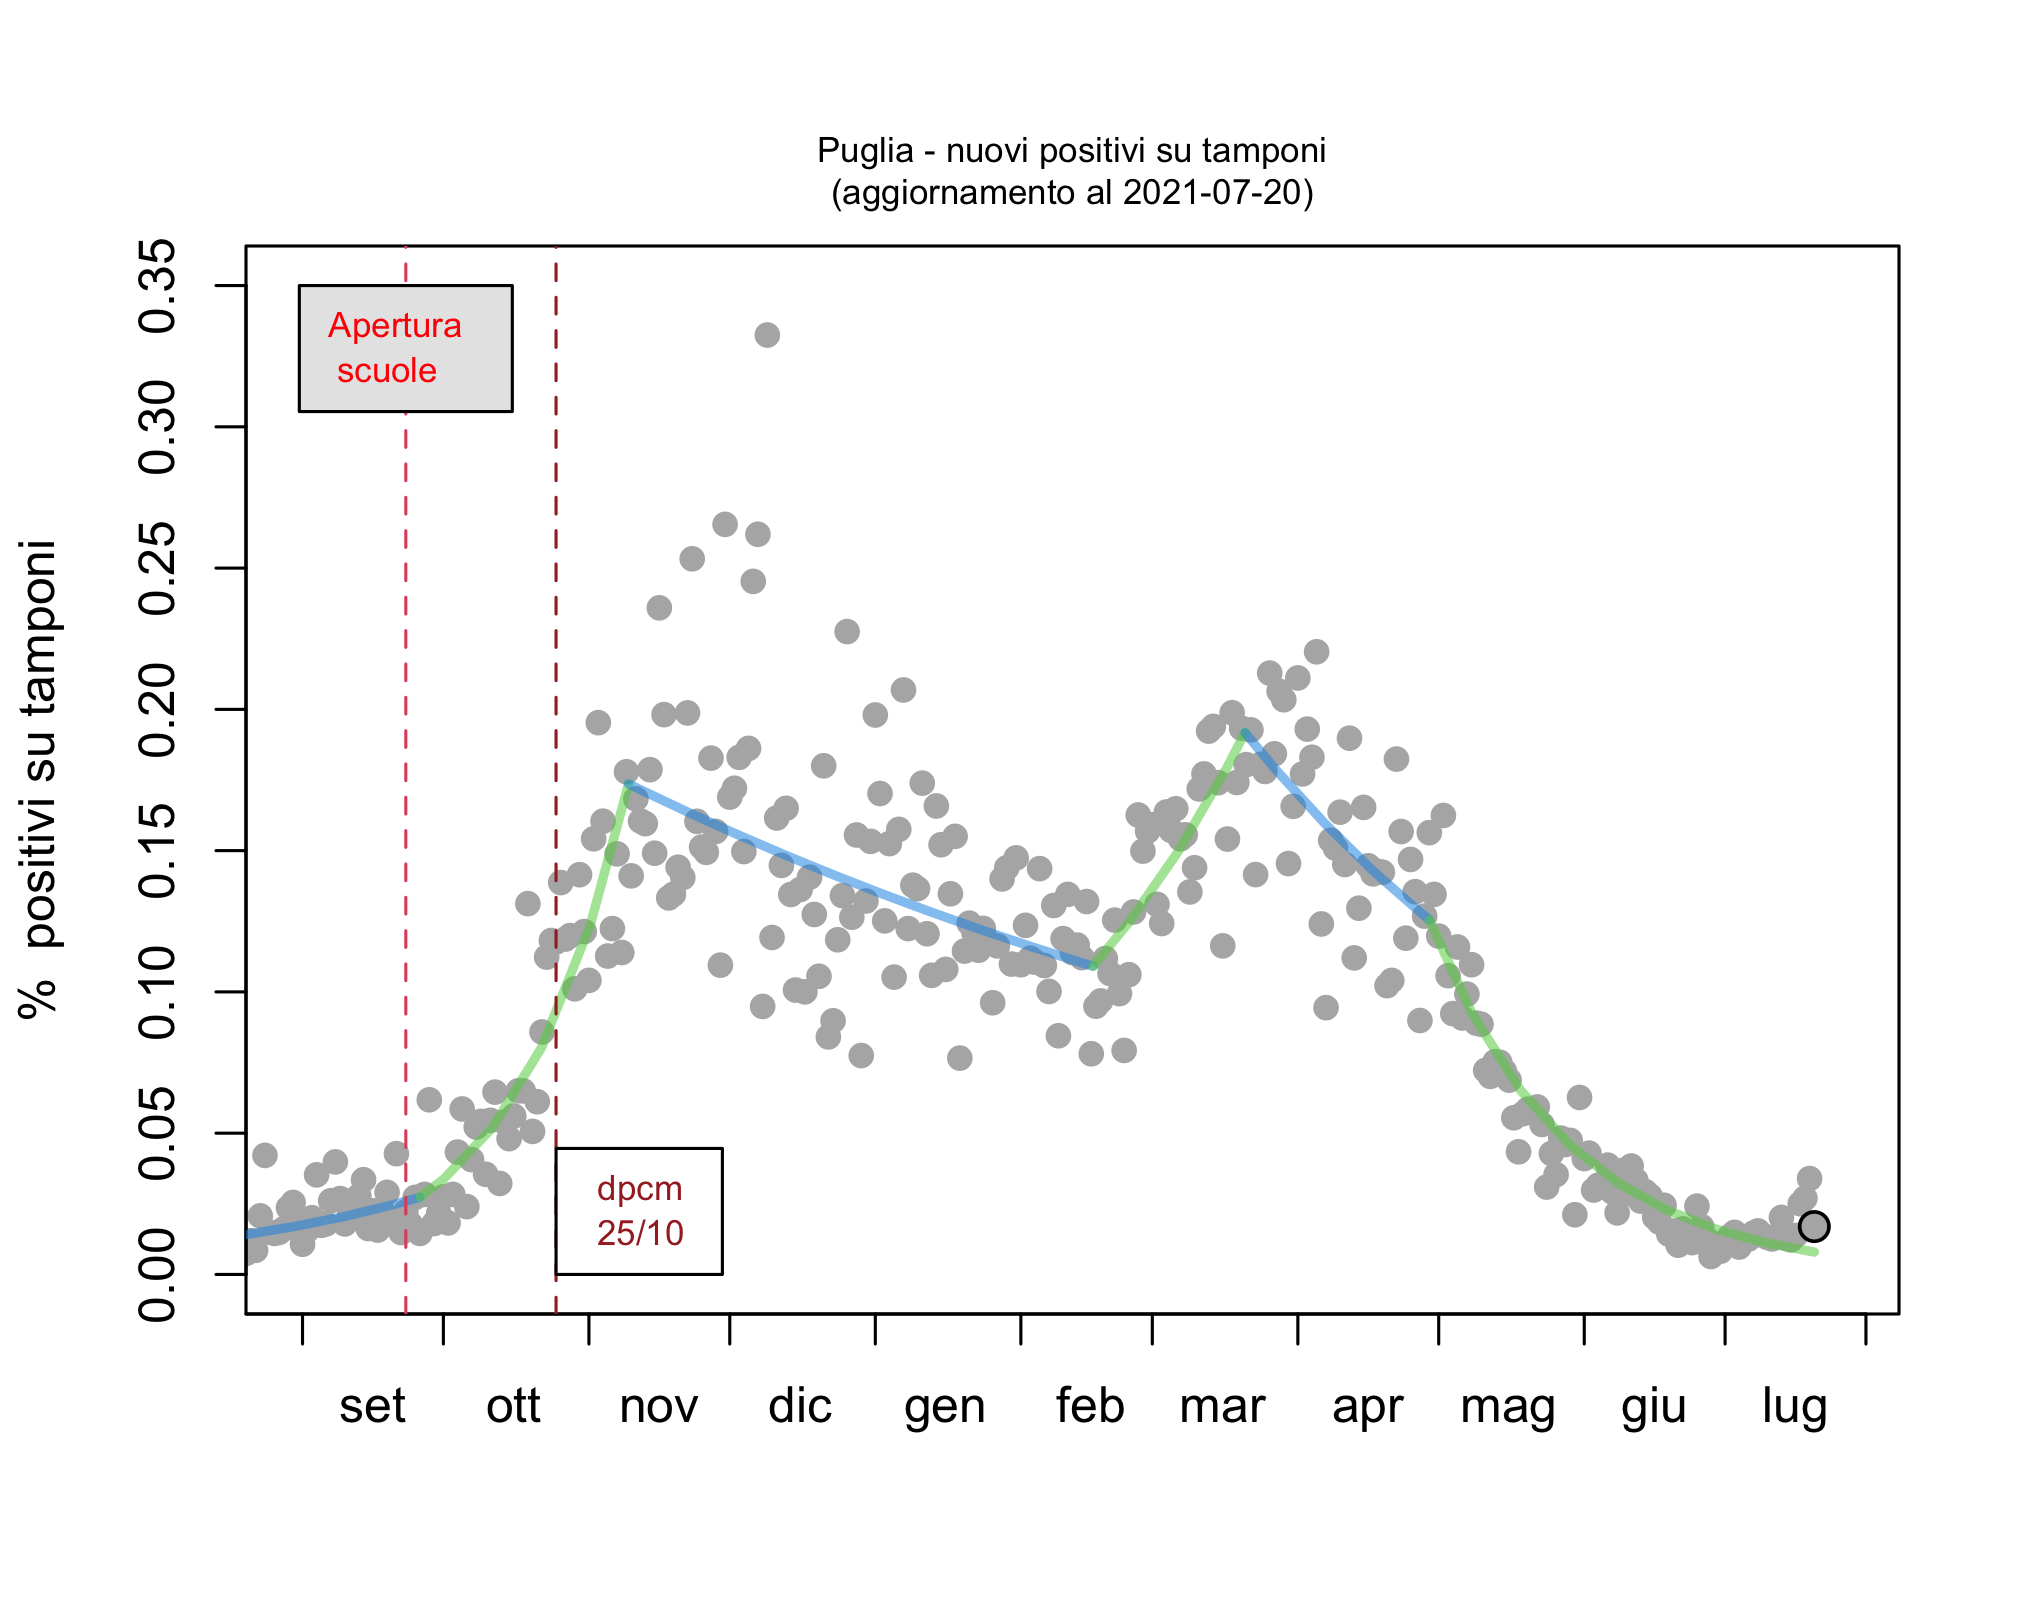 Puglia - nuovi positivi su tamponi
(aggiornamento al 2021-07-20)
% positivi su tamponi
0.35
0.30
0.25
0.20
0.15
0.10
0.05
0.00
Apertura
scuole
dpcm
25/10
set ott nov dic gen feb mar apr mag giu lug